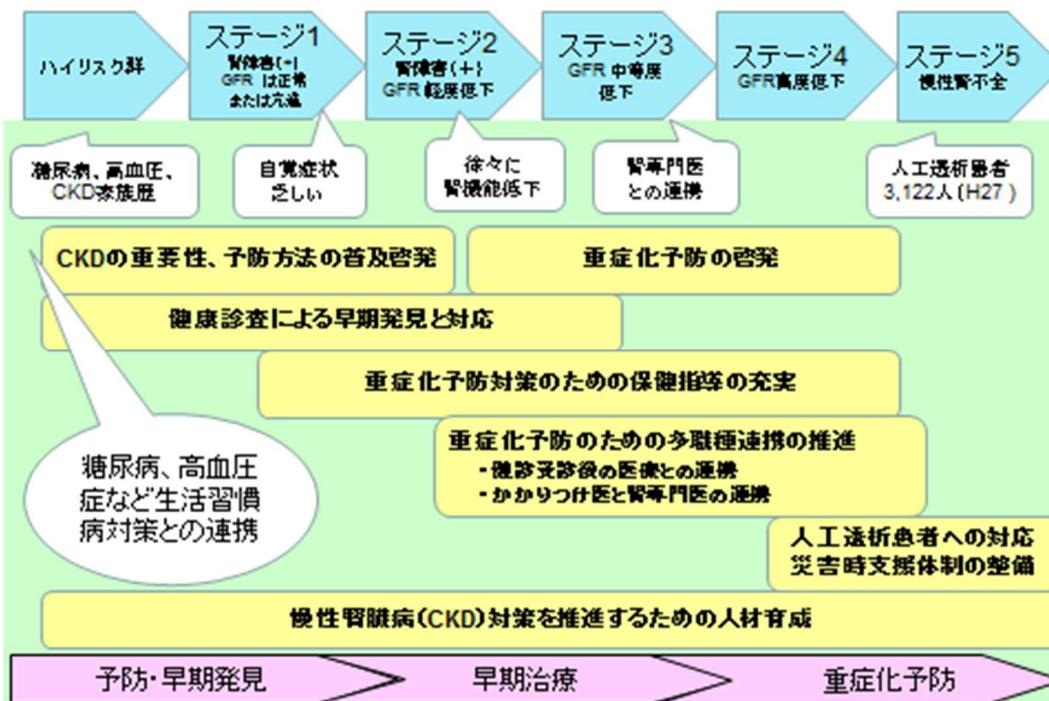 ハイリスク群
ステージ1
腎障害(+)
GFR は正常
または亢進
ステージ2
腎障害(+)
GFR 軽度低下
ステージ3
GFR 中等度
低下
ステージ4
GFR高度低下
ステージ5
慢性腎不全
糖尿病、高血圧、
CKD家族歴
自覚症状
乏しい
徐々に
腎機能低下
腎専門医
との連携
人工透析患者
3,122人(H27)
CKDの重要性、予防方法の普及啓発
重症化予防の啓発
健康診査による早期発見と対応
重症化予防対策のための保健指導の充実
重症化予防のための多職種連携の推進
・健診受診後の医療との連携
・かかりつけ医と腎専門医の連携
糖尿病、高血圧
症など生活習慣
病対策との連携
人工透析患者への対応
災害時支援体制の整備
慢性腎臓病(CKD)対策を推進するための人材育成
予防・早期発見
早期治療
重症化予防